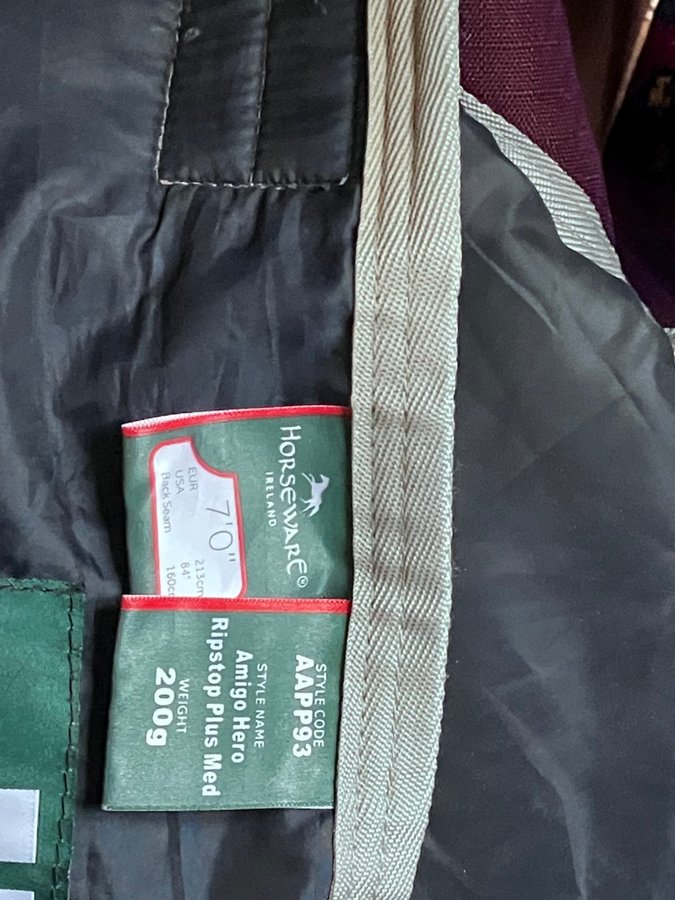 HORSEWARE®
IRELAND
7'0"
EUR 213cm
USA. 84"
Back Seam 160cm
STYLE CODE
AAPP93
STYLE NAME
Amigo Hero
Ripstop Plus Med
WEIGHT
200g